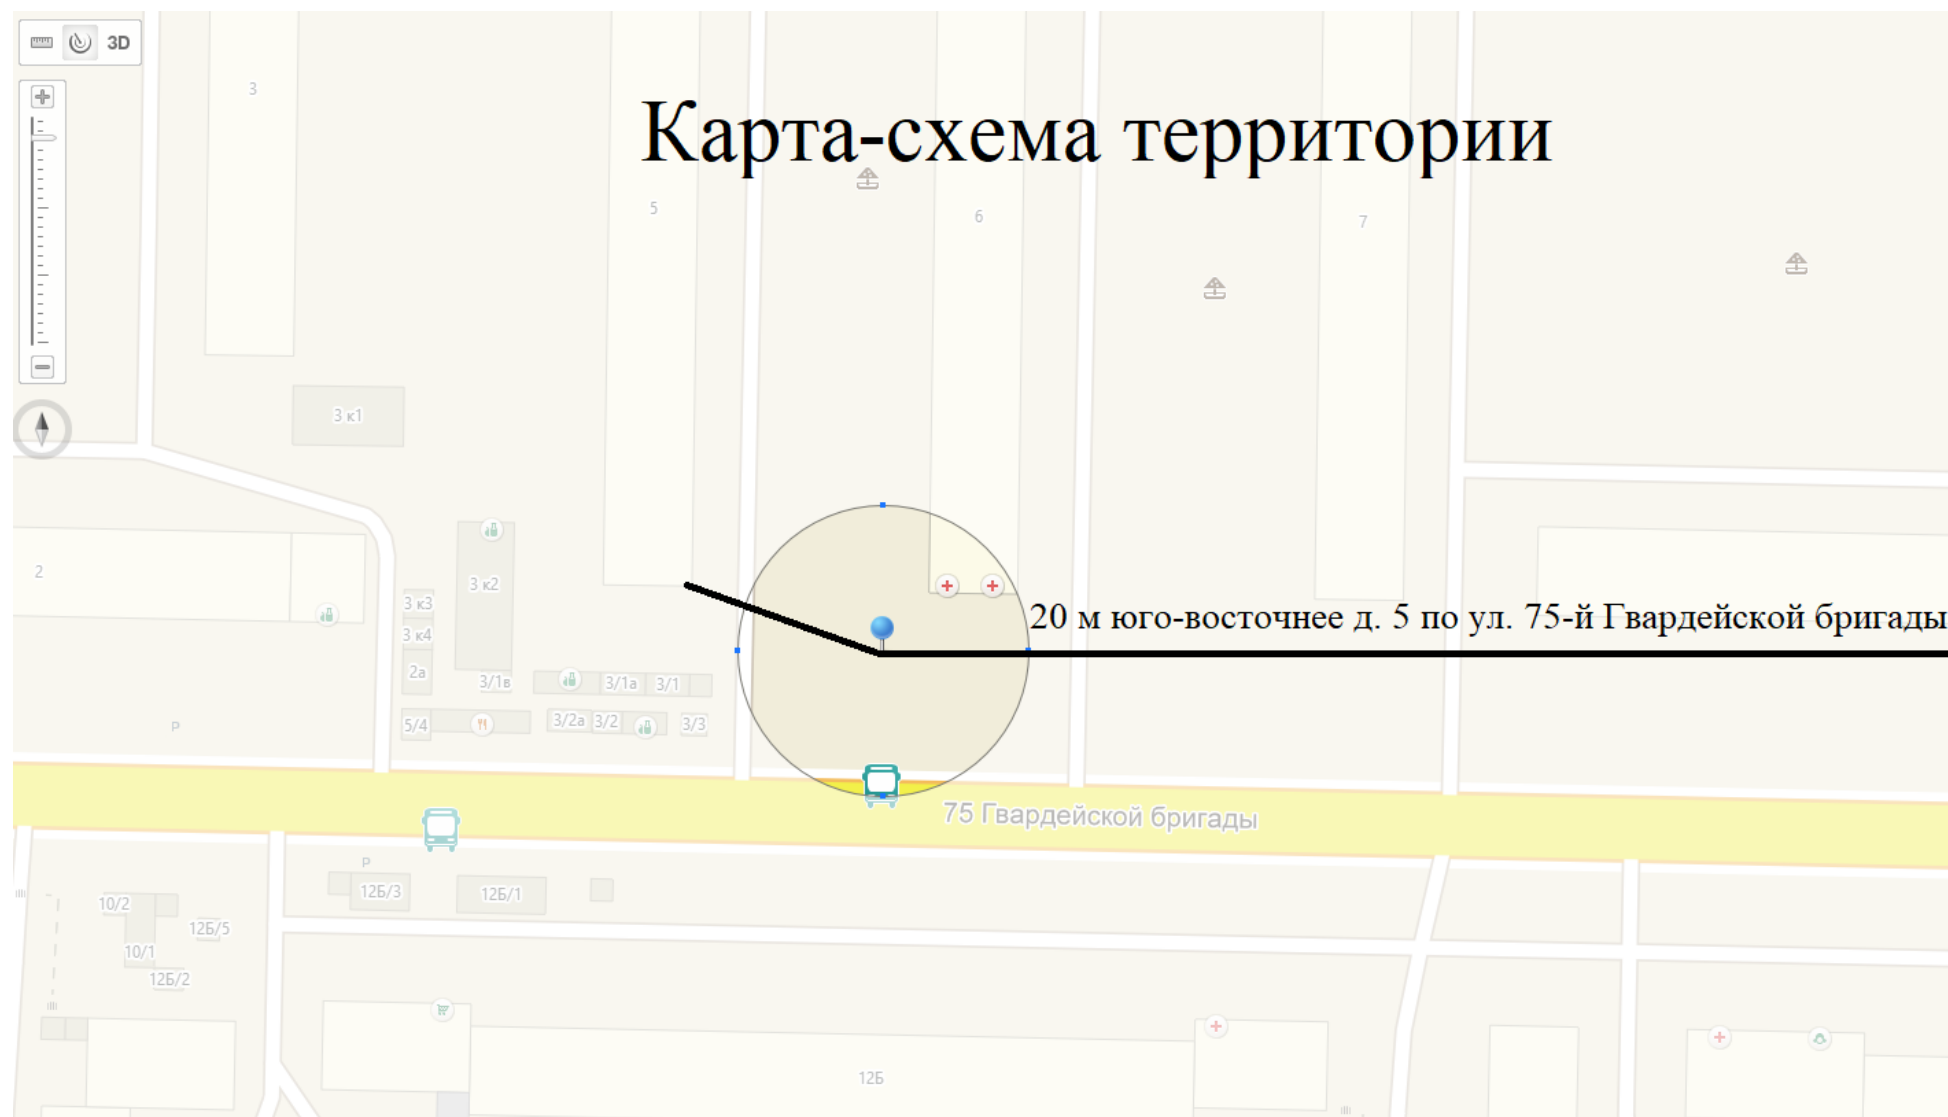 3D
3
Карта-схема территории
5
6
7
3 к1
2
3 к2
3 к3
20 м юго-восточнее д. 5 по ул. 75-й Гвардейской бригады
3 к4
2а
3/1в
3/1а
3/1
5/4
3/2а
3/2
3/3
P
75 Гвардейской бригады
P
12Б/3
12Б/1
10/2
12Б/5
10/1
12Б/2
12Б